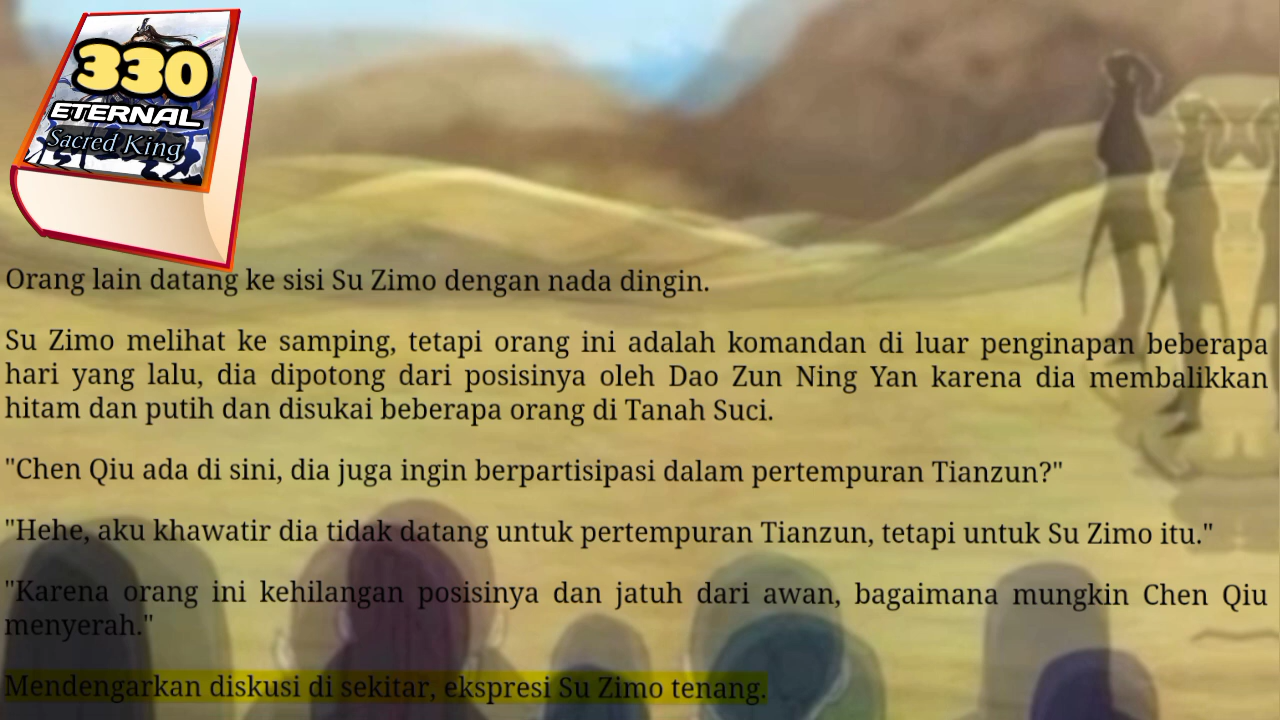 330
ETERNAL
Sacred King
Orang lain datang ke sisi Su Zimo dengan nada dingin.
Su Zimo melihat ke samping, tetapi orang ini adalah komandan di luar penginapan beberapa
hari yang lalu, dia dipotong dari posisinya oleh Dao Zun Ning Yan karena dia membalikkan
hitam dan putih dan disukai beberapa orang di Tanah Suci.
"Chen Qiu ada di sini, dia juga ingin berpartisipasi dalam pertempuran Tianzun?"
"Hehe, aku khawatir dia tidak datang untuk pertempuran Tianzun, tetapi untuk Su Zimo itu."
"Karena orang ini kehilangan posisinya dan jatuh dari awan, bagaimana mungkin Chen Qiu
menyerah."
Mendengarkan diskusi di sekitar, ekspresi Su Zimo tenang.